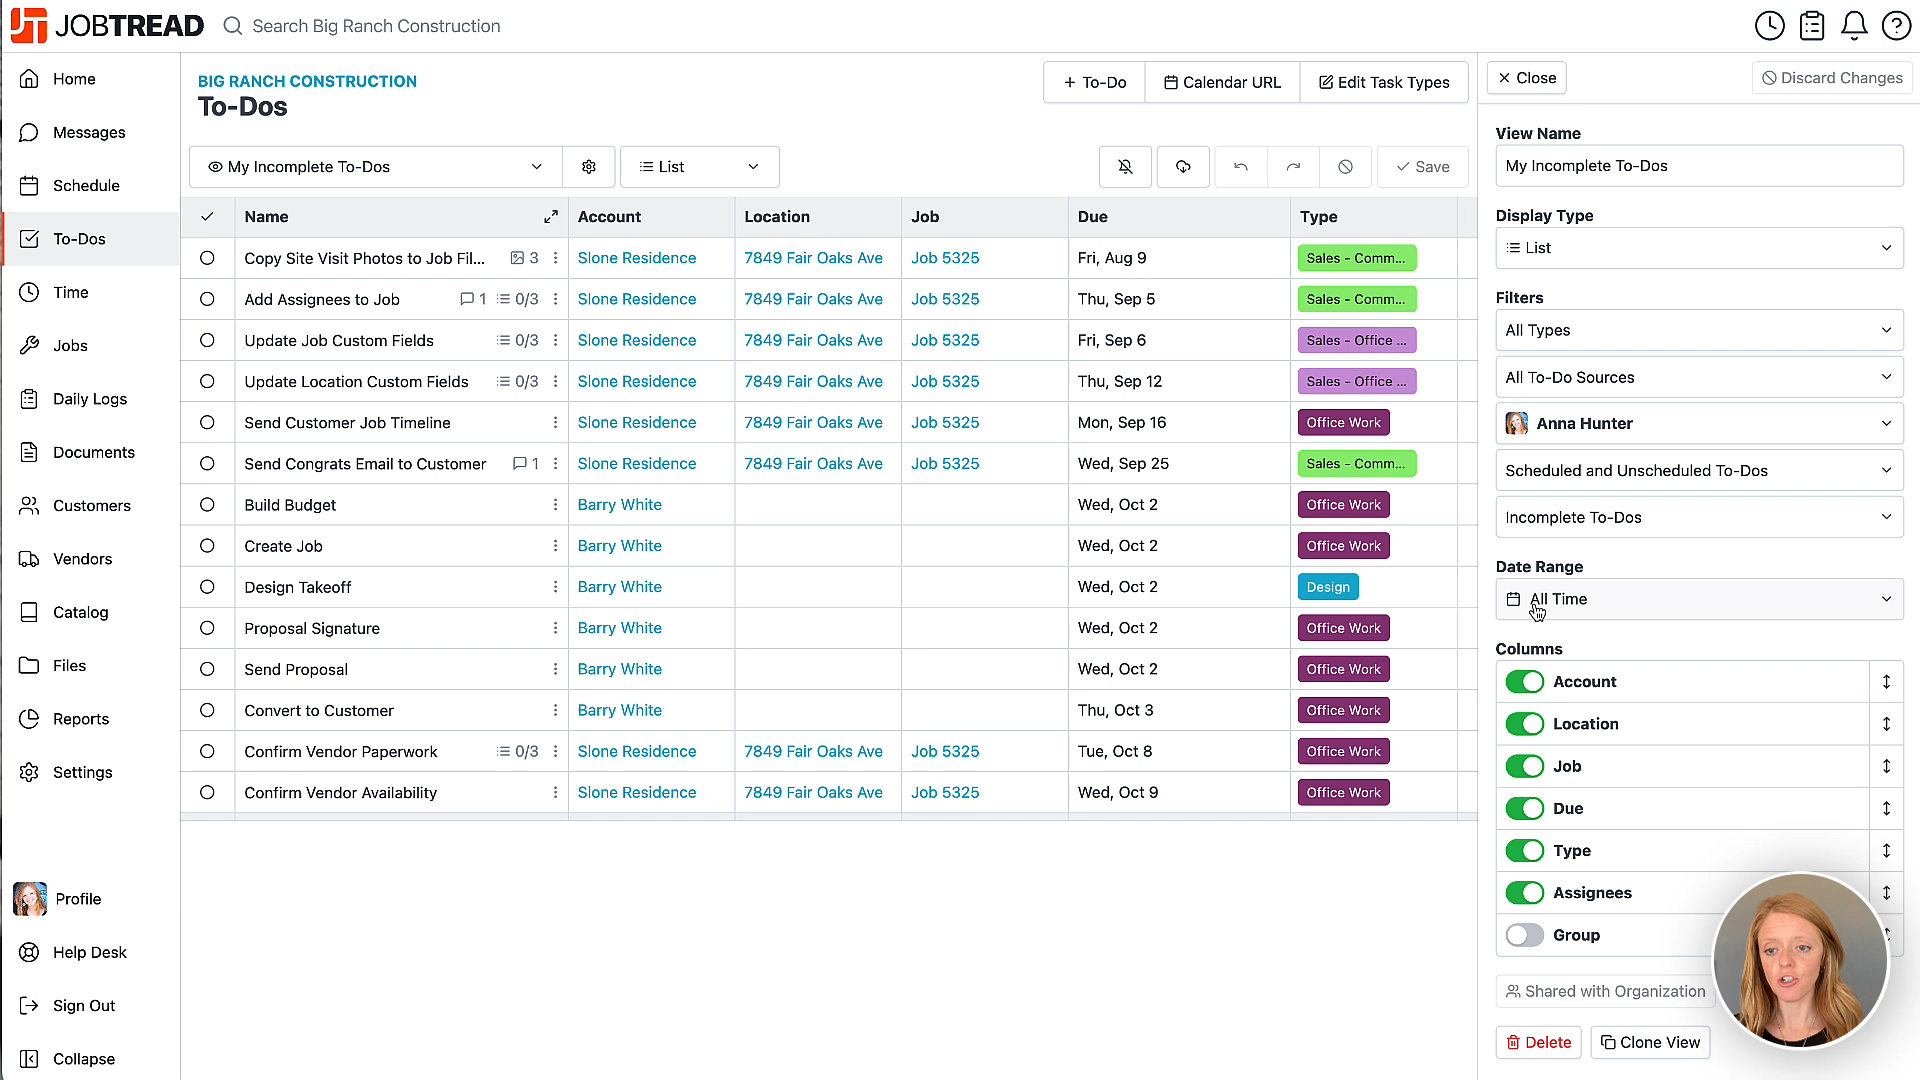 JOBTREAD
Search Big Ranch Construction
Home
Messages
Schedule
To-Dos
Time
Jobs
Daily Logs
Documents
Customers
Vendors
Catalog
Files
Reports
Settings
Profile
Help Desk
Sign Out
Collapse
BIG RANCH CONSTRUCTION
To-Dos
+ To-Do
Calendar URL
Edit Task Types
My Incomplete To-Dos
List
Save
Name Account Location Job Due Type
Copy Site Visit Photos to Job Fil... 3 Slone Residence 7849 Fair Oaks Ave Job 5325 Fri, Aug 9 Sales - Comm...
Add Assignees to Job 1 0/3 Slone Residence 7849 Fair Oaks Ave Job 5325 Thu, Sep 5 Sales - Comm...
Update Job Custom Fields 0/3 Slone Residence 7849 Fair Oaks Ave Job 5325 Fri, Sep 6 Sales - Office ...
Update Location Custom Fields 0/3 Slone Residence 7849 Fair Oaks Ave Job 5325 Thu, Sep 12 Sales - Office ...
Send Customer Job Timeline Slone Residence 7849 Fair Oaks Ave Job 5325 Mon, Sep 16 Office Work
Send Congrats Email to Customer 1 Slone Residence 7849 Fair Oaks Ave Job 5325 Wed, Sep 25 Sales - Comm...
Build Budget Barry White Wed, Oct 2 Office Work
Create Job Barry White Wed, Oct 2 Office Work
Design Takeoff Barry White Wed, Oct 2 Design
Proposal Signature Barry White Wed, Oct 2 Office Work
Send Proposal Barry White Wed, Oct 2 Office Work
Convert to Customer Barry White Thu, Oct 3 Office Work
Confirm Vendor Paperwork 0/3 Slone Residence 7849 Fair Oaks Ave Job 5325 Tue, Oct 8 Office Work
Confirm Vendor Availability Slone Residence 7849 Fair Oaks Ave Job 5325 Wed, Oct 9 Office Work
Close
Discard Changes
View Name
My Incomplete To-Dos
Display Type
List
Filters
All Types
All To-Do Sources
Anna Hunter
Scheduled and Unscheduled To-Dos
Incomplete To-Dos
Date Range
All Time
Columns
Account
Location
Job
Due
Type
Assignees
Group
Shared with Organization
Delete
Clone View